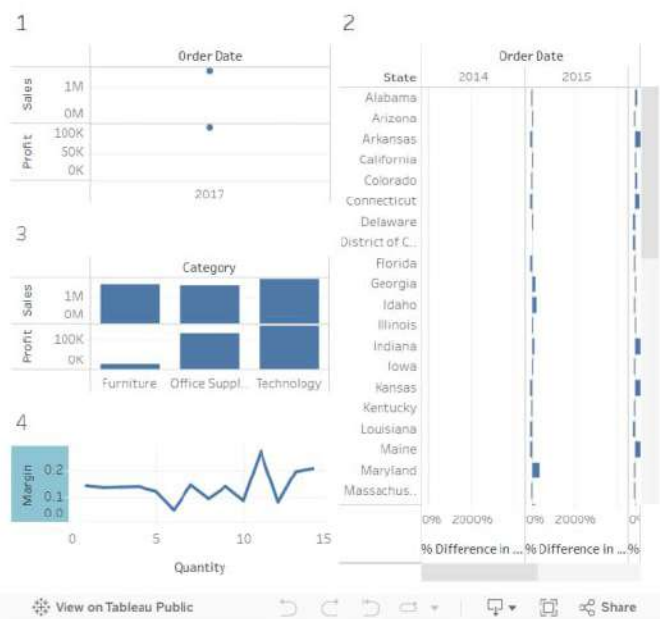 1
Order Date
Sales
1M
0M
Profit
100K
50K
0K
2017
2
Order Date
State
2014
2015
Alabama
Arizona
Arkansas
California
Colorado
Connecticut
Delaware
District of C..
Florida
Georgia
Idaho
Illinois
Indiana
Iowa
Kansas
Kentucky
Louisiana
Maine
Maryland
Massachus..
0% 2000% 0% 2000% 0%
% Difference in ... % Difference in ... %
3
Category
Sales
1M
0M
Profit
100K
0K
Furniture Office Suppl.. Technology
4
Margin
0.2
0.1
0.0
0 5 10 15
Quantity
View on Tableau Public
Share